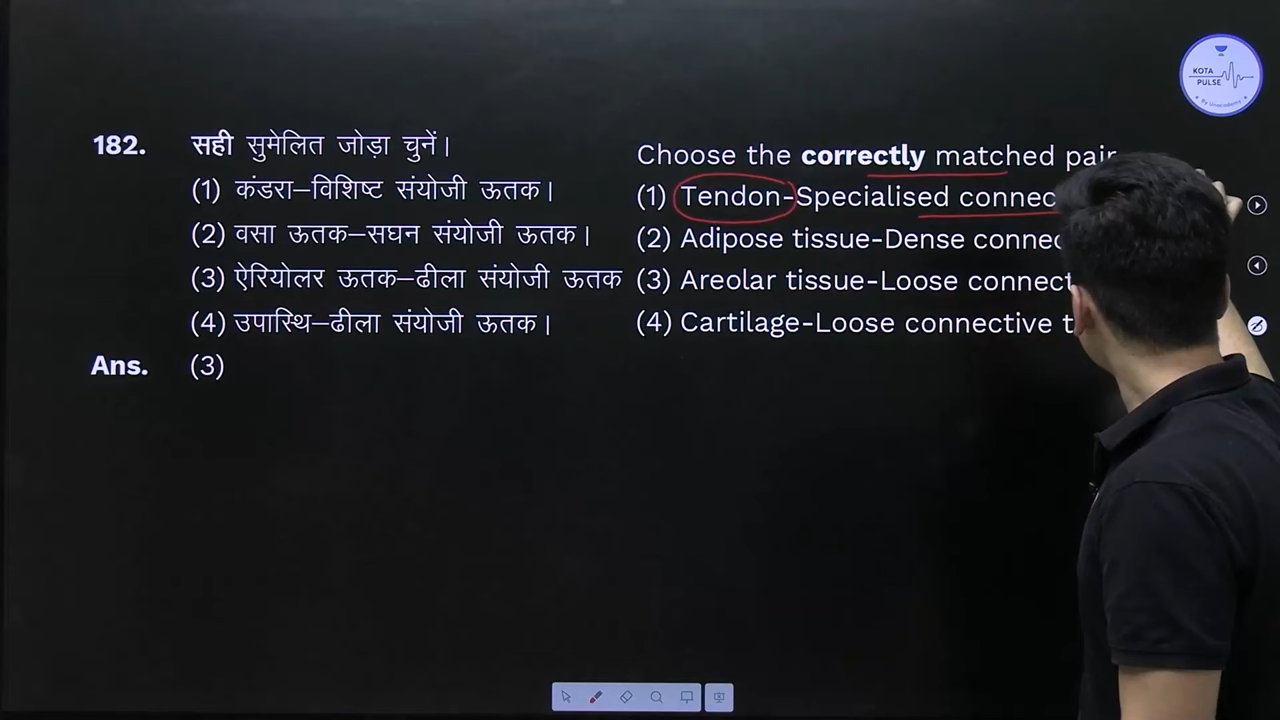 KOTA
PULSE
182. सही सुमेलित जोड़ा चुनें।
(1) कंडरा–विशिष्ट संयोजी ऊतक।
(2) वसा ऊतक–सघन संयोजी ऊतक।
(3) ऐरियोलर ऊतक–ढीला संयोजी ऊतक
(4) उपास्थि–ढीला संयोजी ऊतक।
Ans. (3)
Choose the correctly matched pair
(1) Tendon-Specialised connec
(2) Adipose tissue-Dense connec
(3) Areolar tissue-Loose connect
(4) Cartilage-Loose connective t